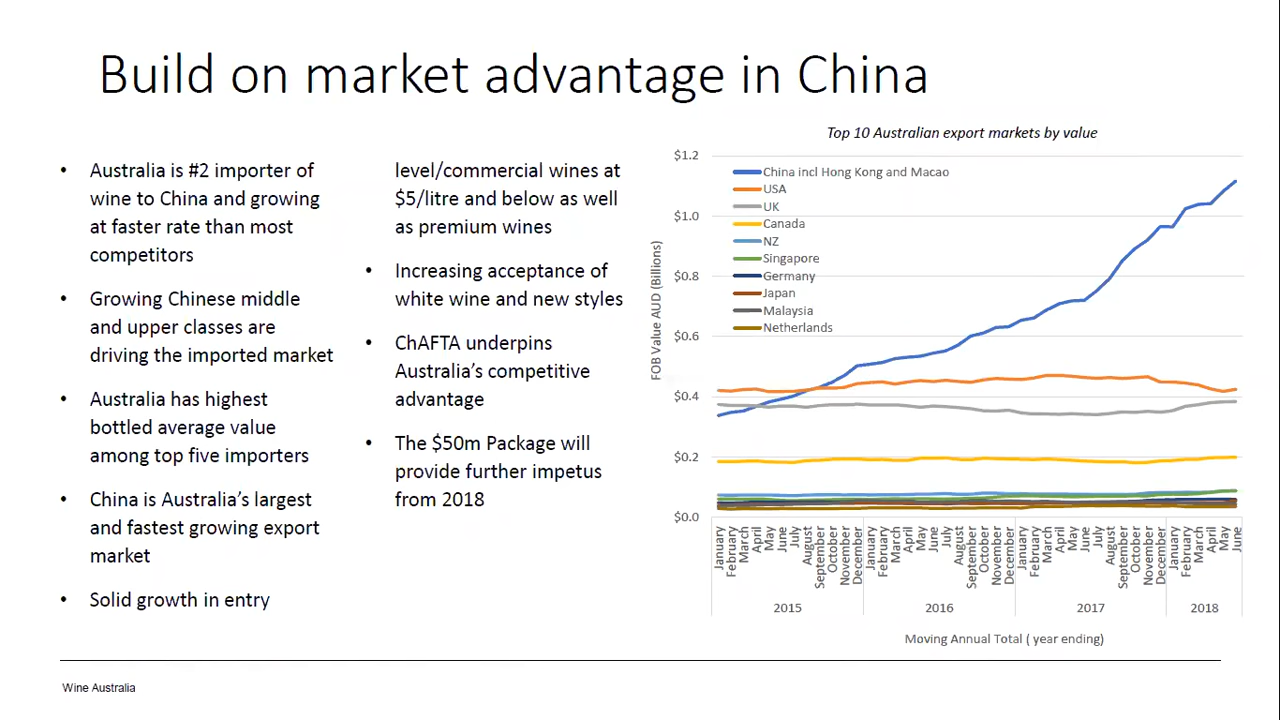 Build on market advantage in China
• Australia is #2 importer of
wine to China and growing
at faster rate than most
competitors
• Growing Chinese middle
and upper classes are
driving the imported market
• Australia has highest
bottled average value
among top five importers
• China is Australia's largest
and fastest growing export
market
• Solid growth in entry
level/commercial wines at
$5/litre and below as well
as premium wines
• Increasing acceptance of
white wine and new styles
• ChAFTA underpins
Australia's competitive
advantage
• The $50m Package will
provide further impetus
from 2018
Top 10 Australian export markets by value
FOB Value AUD (Billions)
$1.2
$1.0
$0.8
$0.6
$0.4
$0.2
$0.0
China incl Hong Kong and Macao
USA
UK
Canada
NZ
Singapore
Germany
Japan
Malaysia
Netherlands
January
February
March
April
May
June
July
August
September
October
November
December
January
February
March
April
May
June
July
August
September
October
November
December
January
February
March
April
May
June
July
August
September
October
November
December
January
February
March
April
May
June
2015
2016
2017
2018
Moving Annual Total ( year ending)
Wine Australia